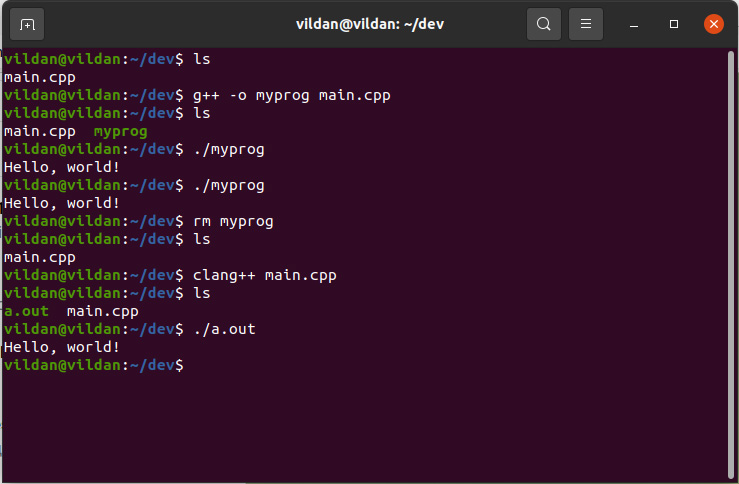 vildan@vildan: ~/dev
vildan@vildan:~/dev$ ls
main.cpp
vildan@vildan:~/dev$ g++ -o myprog main.cpp
vildan@vildan:~/dev$ ls
main.cpp  myprog
vildan@vildan:~/dev$ ./myprog
Hello, world!
vildan@vildan:~/dev$ ./myprog
Hello, world!
vildan@vildan:~/dev$ rm myprog
vildan@vildan:~/dev$ ls
main.cpp
vildan@vildan:~/dev$ clang++ main.cpp
vildan@vildan:~/dev$ ls
a.out  main.cpp
vildan@vildan:~/dev$ ./a.out
Hello, world!
vildan@vildan:~/dev$